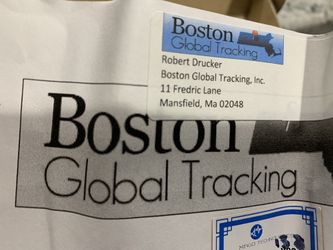 Boston
Global Tracking
Robert Drucker
Boston Global Tracking, Inc.
11 Fredric Lane
Mansfield, Ma 02048
Boston
Global Tracking